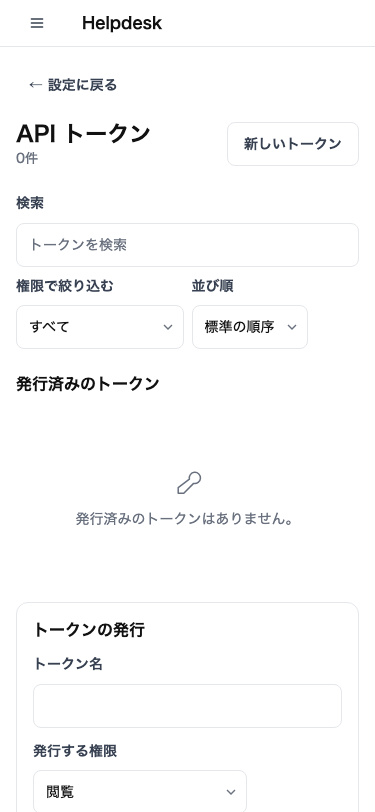 Helpdesk
← 設定に戻る
API トークン
0件
新しいトークン
検索
トークンを検索
権限で絞り込む
並び順
すべて
標準の順序
発行済みのトークン
発行済みのトークンはありません。
トークンの発行
トークン名
発行する権限
閲覧